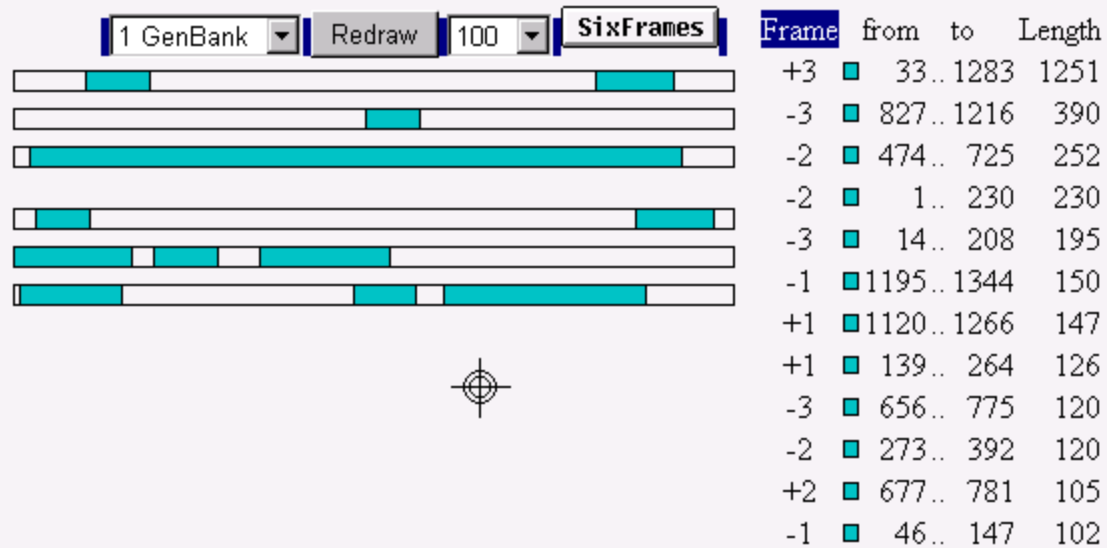 1 GenBank Redraw 100 SixFrames
Frame from to Length
+3 33..1283 1251
-3 827..1216 390
-2 474..725 252
-2 1..230 230
-3 14..208 195
-1 1195..1344 150
+1 1120..1266 147
+1 139..264 126
-3 656..775 120
-2 273..392 120
+2 677..781 105
-1 46..147 102